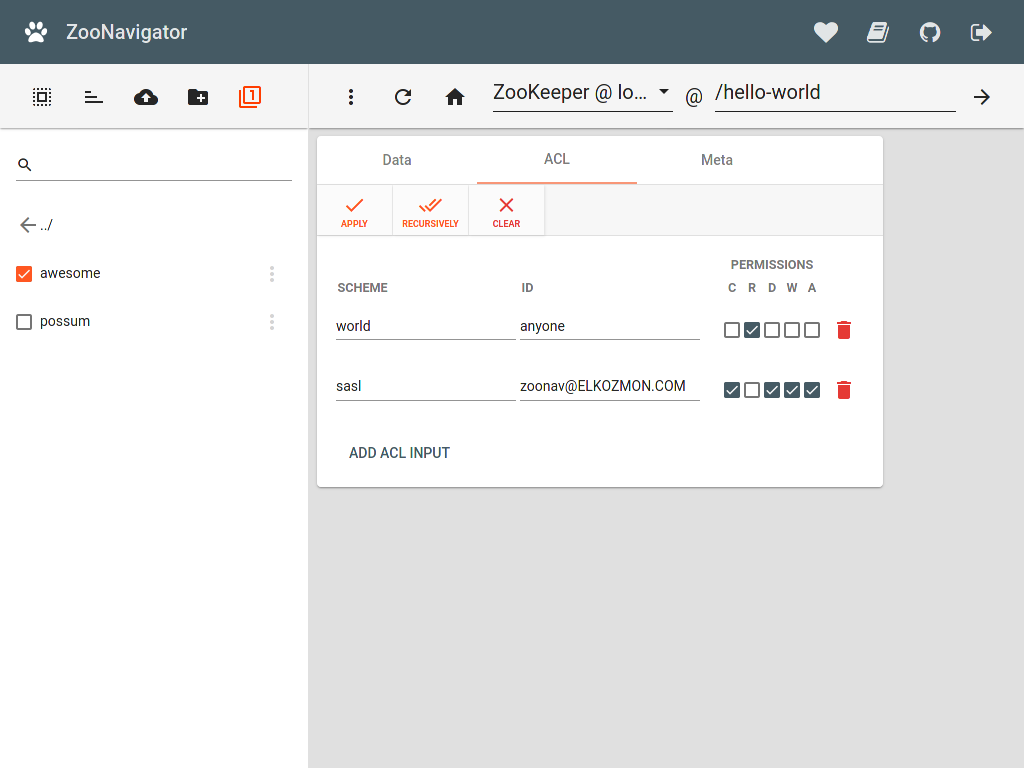 ZooNavigator
1
ZooKeeper @ lo...
@
/hello-world
../
awesome
possum
Data
ACL
Meta
APPLY
RECURSIVELY
CLEAR
PERMISSIONS
SCHEME
ID
C R D W A
world
anyone
sasl
zoonav@ELKOZMON.COM
ADD ACL INPUT